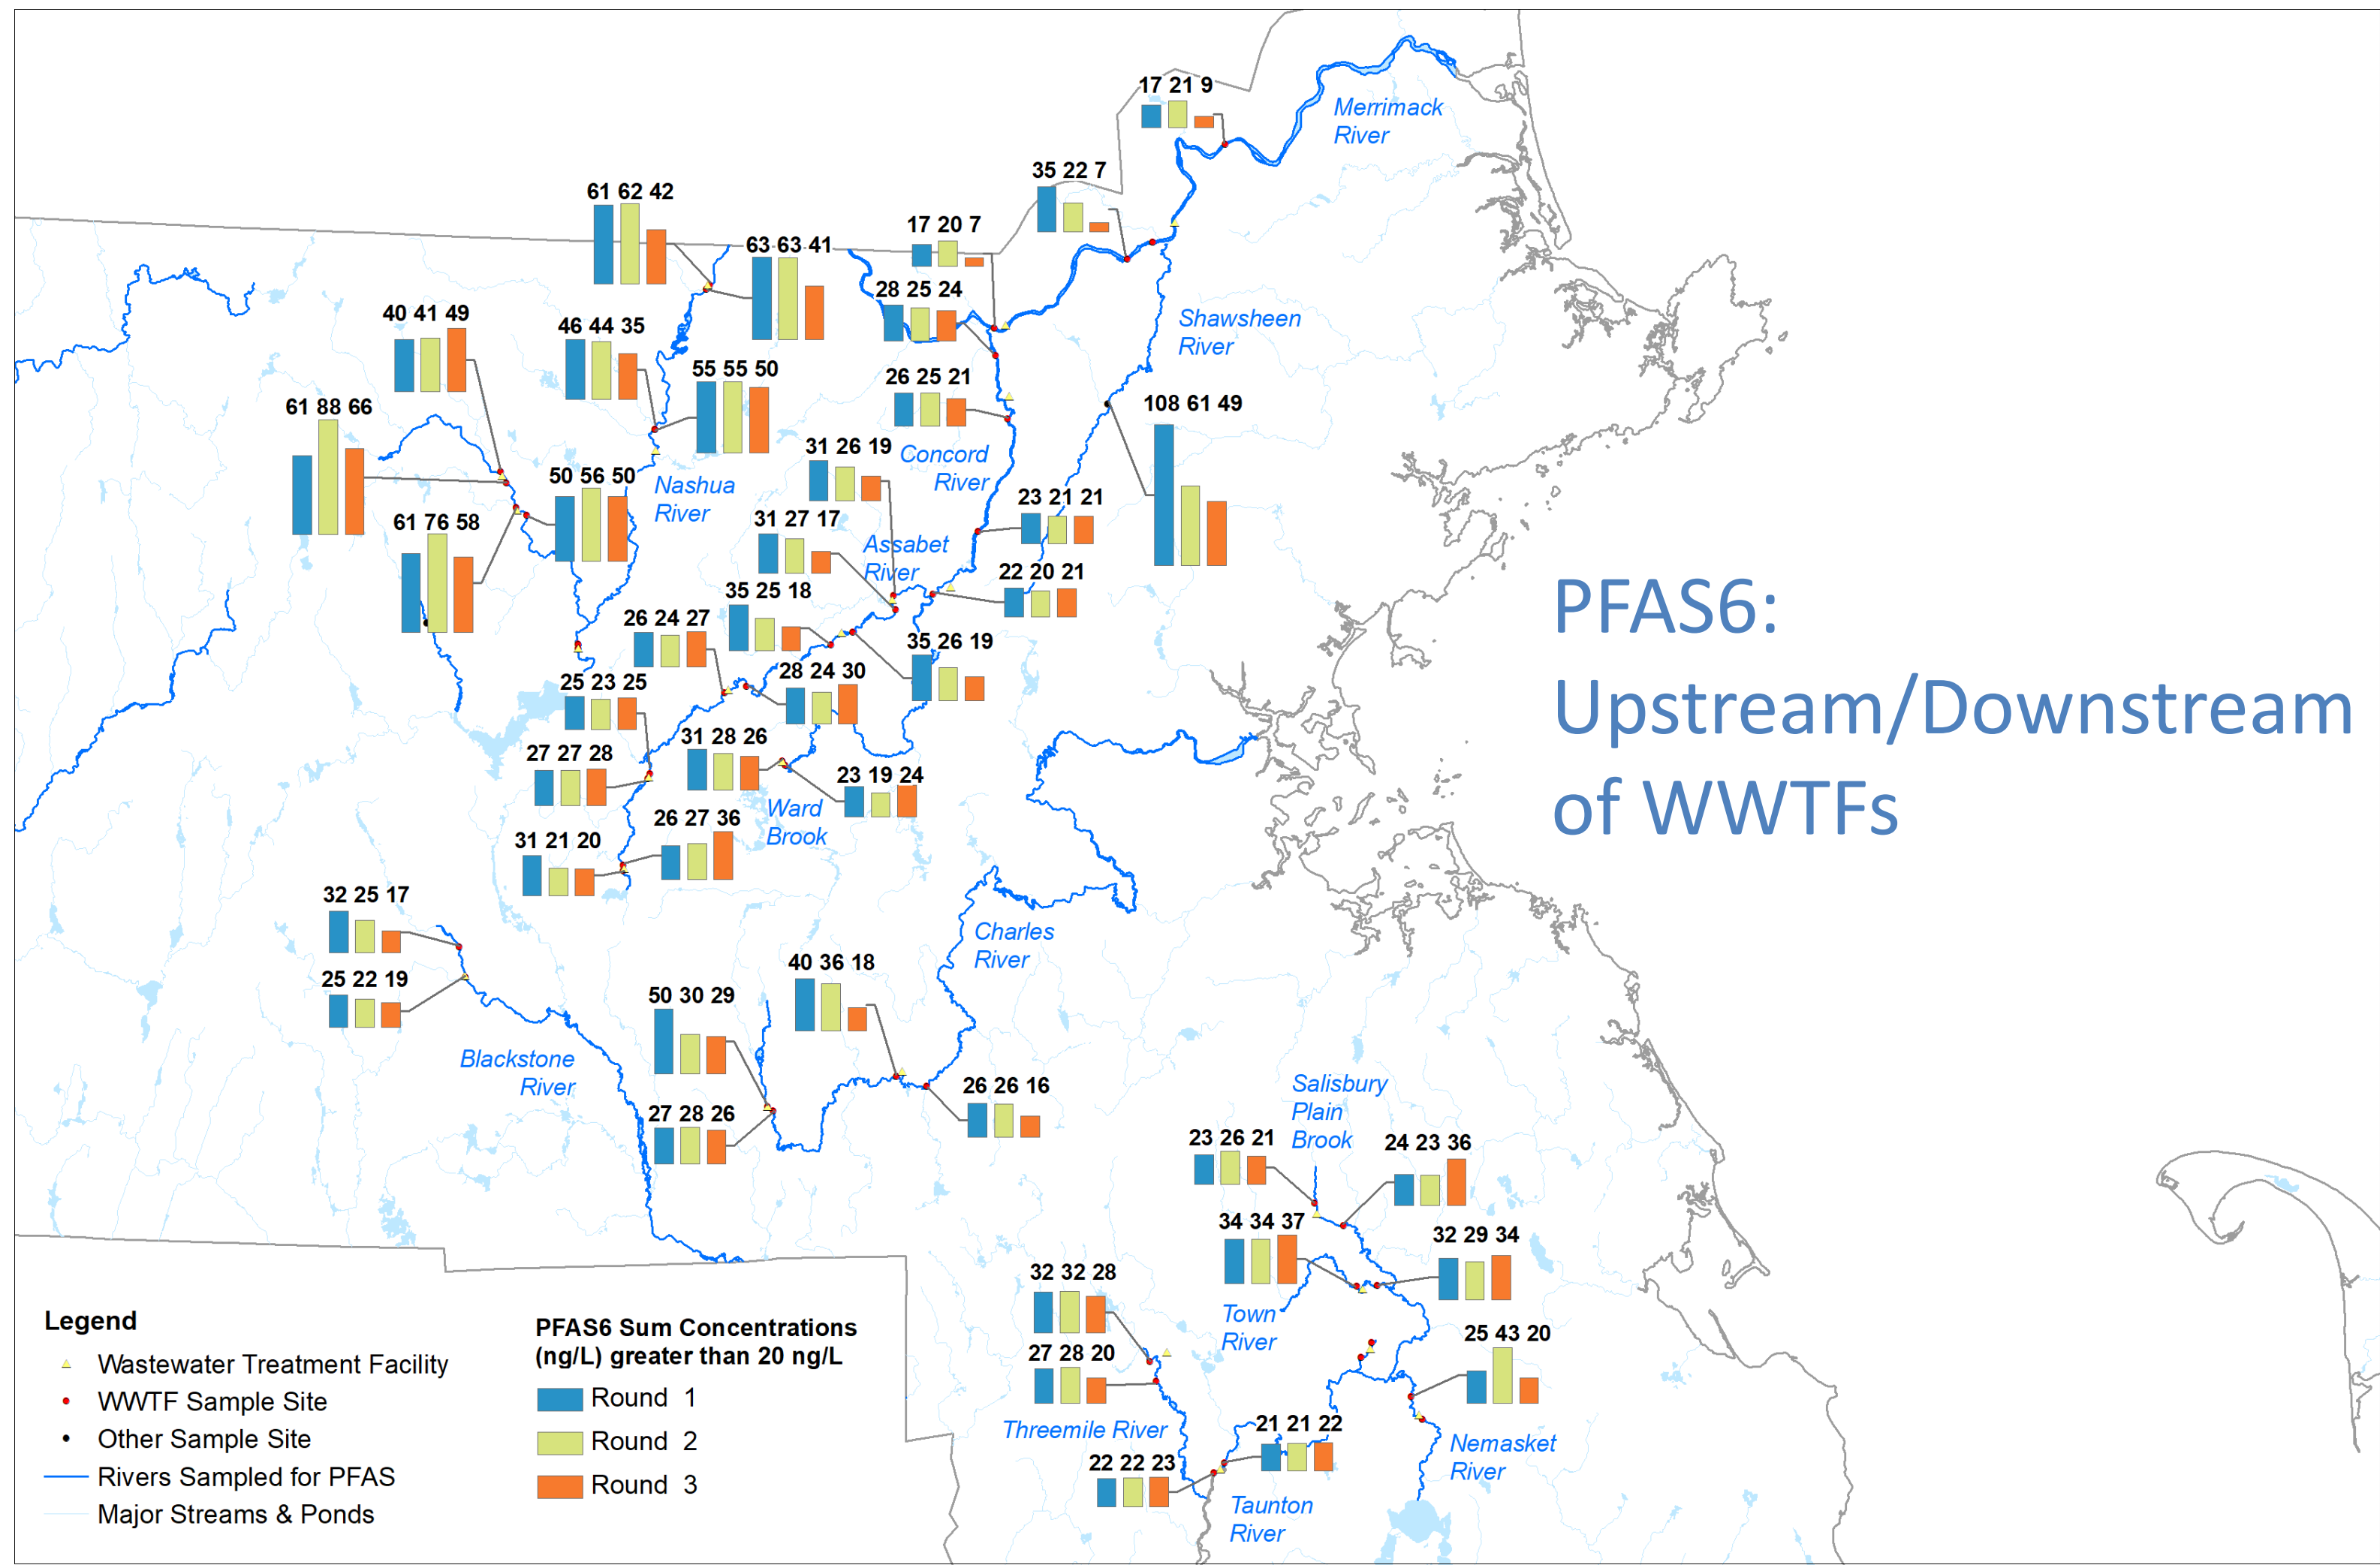 17 21 9
Merrimack
River
35 22 7
61 62 42
17 20 7
63 63 41
28 25 24
40 41 49
46 44 35
Shawsheen
River
55 55 50
26 25 21
61 88 66
108 61 49
31 26 19
Concord
River
50 56 50
Nashua
River
23 21 21
61 76 58
31 27 17
Assabet
River
22 20 21
PFAS6:
Upstream/Downstream
of WWTFs
35 25 18
26 24 27
35 26 19
28 24 30
25 23 25
31 28 26
27 27 28
23 19 24
Ward
Brook
26 27 36
31 21 20
32 25 17
Charles
River
40 36 18
25 22 19
50 30 29
Blackstone
River
26 26 16
27 28 26
Salisbury
Plain
Brook
23 26 21
24 23 36
34 34 37
32 29 34
32 32 28
Town
River
25 43 20
27 28 20
Threemile River
21 21 22
Nemasket
River
22 22 23
Taunton
River
Legend
Wastewater Treatment Facility
WWTF Sample Site
Other Sample Site
Rivers Sampled for PFAS
Major Streams & Ponds
PFAS6 Sum Concentrations
(ng/L) greater than 20 ng/L
Round 1
Round 2
Round 3